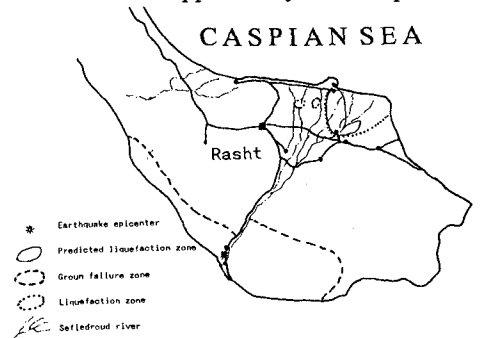 CASPIAN SEA
Rasht
Earthquake epicenter
Predicted liquefaction zone
Groun failure zone
Liquefaction zone
Sefiedroud river